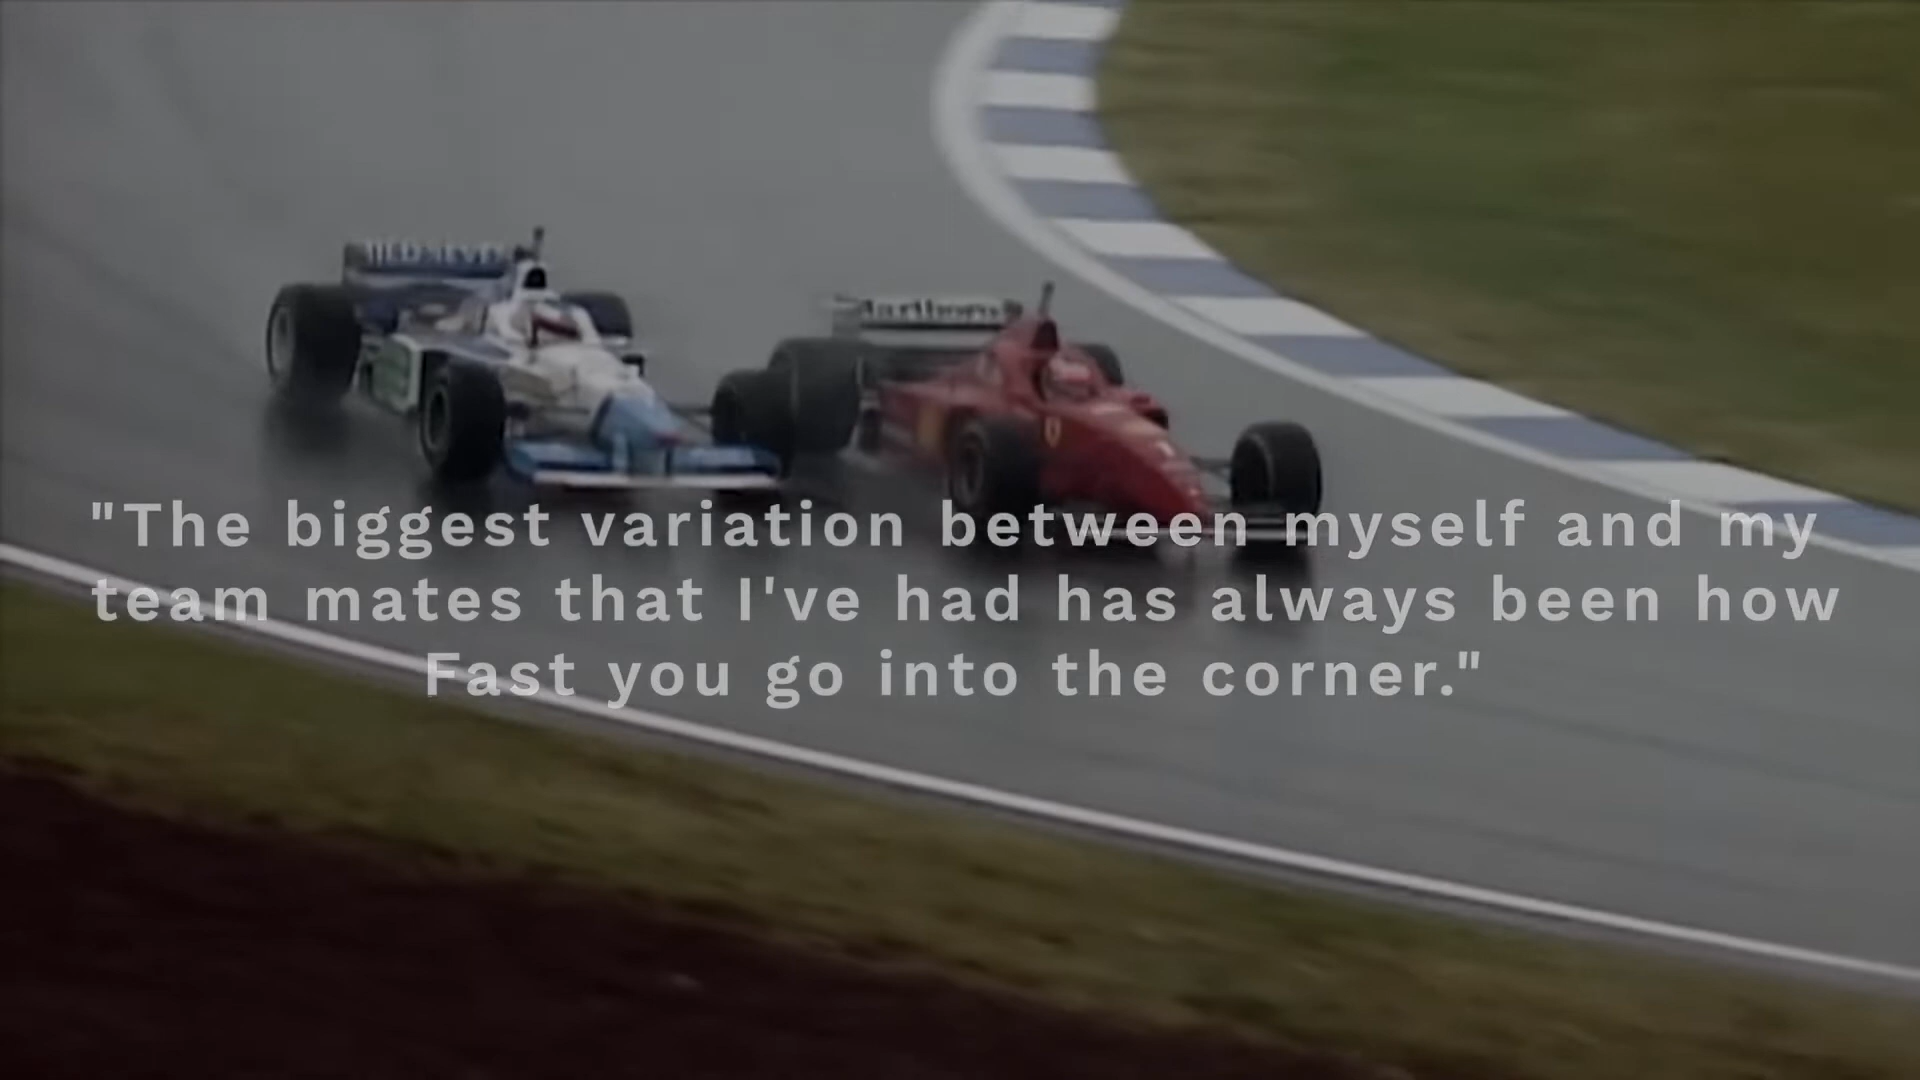 Marlboro
"The biggest variation between myself and my
team mates that I've had has always been how
Fast you go into the corner."